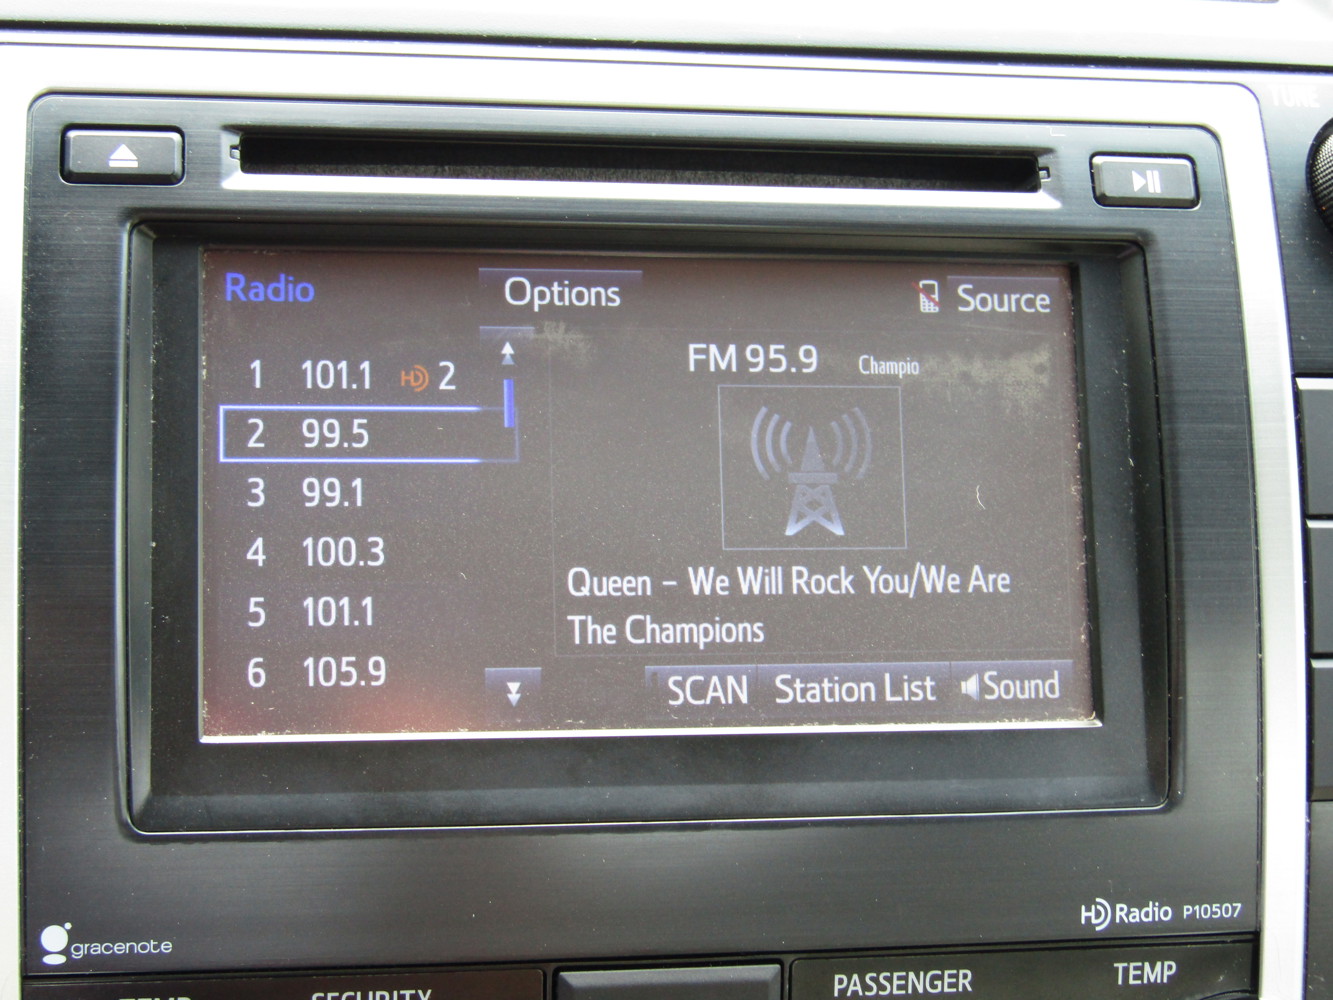 TUNE
Radio
Options
Source
1 101.1 HD 2
2 99.5
3 99.1
4 100.3
5 101.1
6 105.9
FM 95.9 Champio
Queen – We Will Rock You/We Are
The Champions
SCAN
Station List
Sound
gracenote
HD Radio P10507
TEMP
SECURITY
PASSENGER
TEMP